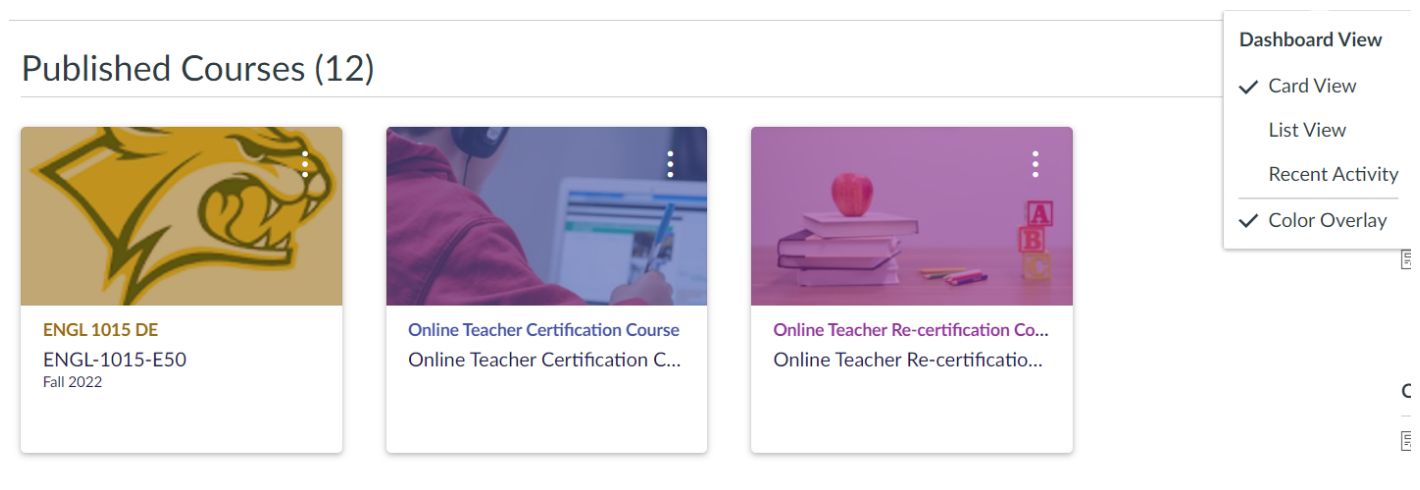 Published Courses (12)
Dashboard View
Card View
List View
Recent Activity
Color Overlay
A
B
C
ENGL 1015 DE
ENGL-1015-E50
Fall 2022
Online Teacher Certification Course
Online Teacher Certification C...
Online Teacher Re-certification Co...
Online Teacher Re-certificatio...